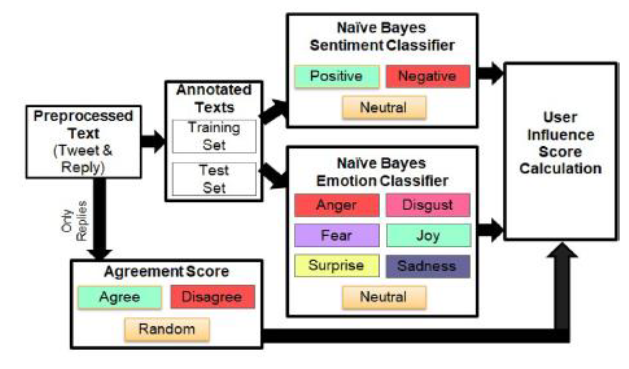 Preprocessed
Text
(Tweet &
Reply)
Only
Replies
Annotated
Texts
Training
Set
Test
Set
Naïve Bayes
Sentiment Classifier
Positive Negative
Neutral
Naïve Bayes
Emotion Classifier
Anger Disgust
Fear Joy
Surprise Sadness
Neutral
Agreement Score
Agree Disagree
Random
User
Influence
Score
Calculation